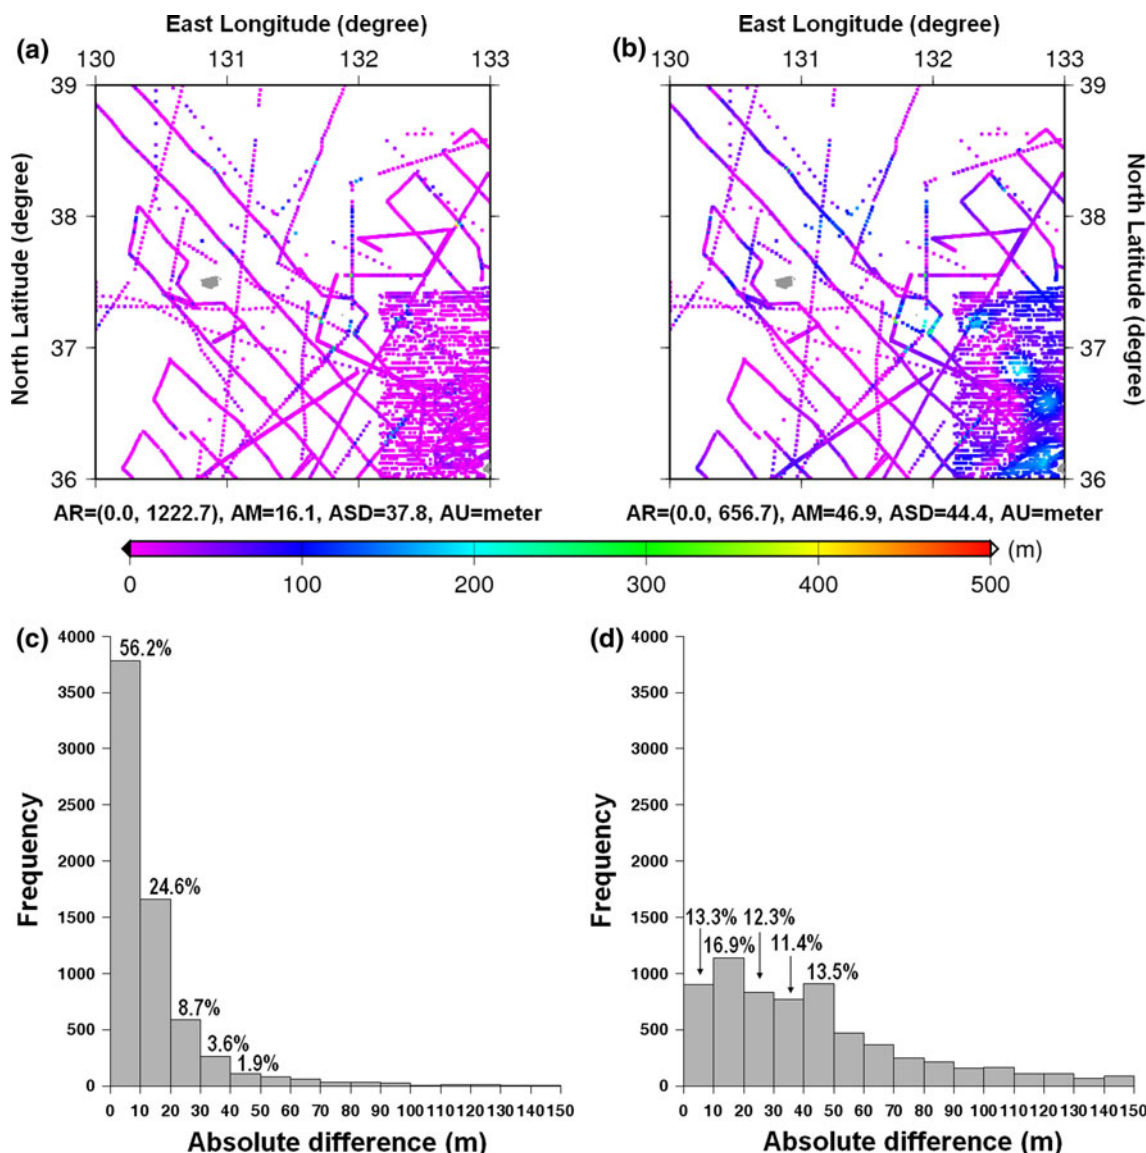 East Longitude (degree)
(a)
130 131 132 133
39
38
37
36
North Latitude (degree)
AR=(0.0, 1222.7), AM=16.1, ASD=37.8, AU=meter
East Longitude (degree)
(b)
130 131 132 133
39
38
37
36
North Latitude (degree)
North Latitude (degree)
AR=(0.0, 656.7), AM=46.9, ASD=44.4, AU=meter
(m)
0 100 200 300 400 500
(c)
4000
3500
3000
2500
2000
1500
1000
500
0
Frequency
56.2%
24.6%
8.7%
3.6%
1.9%
0 10 20 30 40 50 60 70 80 90 100 110 120 130 140 150
Absolute difference (m)
(d)
4000
3500
3000
2500
2000
1500
1000
500
0
Frequency
13.3% 12.3%
16.9% 11.4%
13.5%
0 10 20 30 40 50 60 70 80 90 100 110 120 130 140 150
Absolute difference (m)